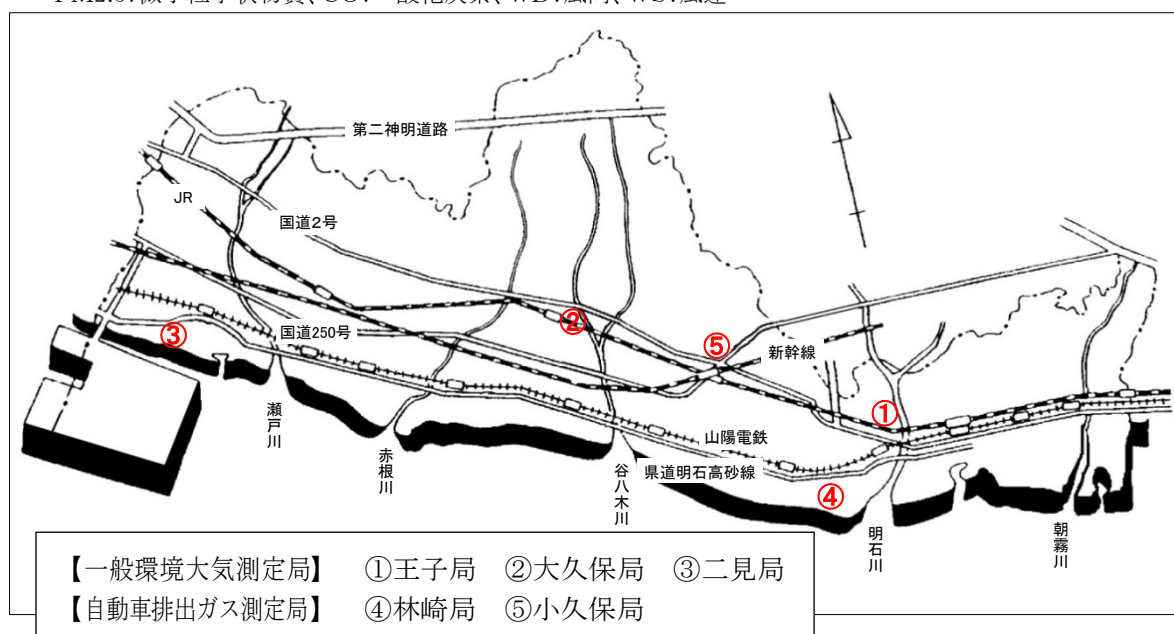 第二神明道路
JR
国道2号
③
国道250号
②
⑤
新幹線
①
山陽電鉄
県道明石高砂線
④
瀬戸川
赤根川
谷八木川
明石川
朝霧川
【一般環境大気測定局】 ①王子局 ②大久保局 ③二見局
【自動車排出ガス測定局】 ④林崎局 ⑤小久保局